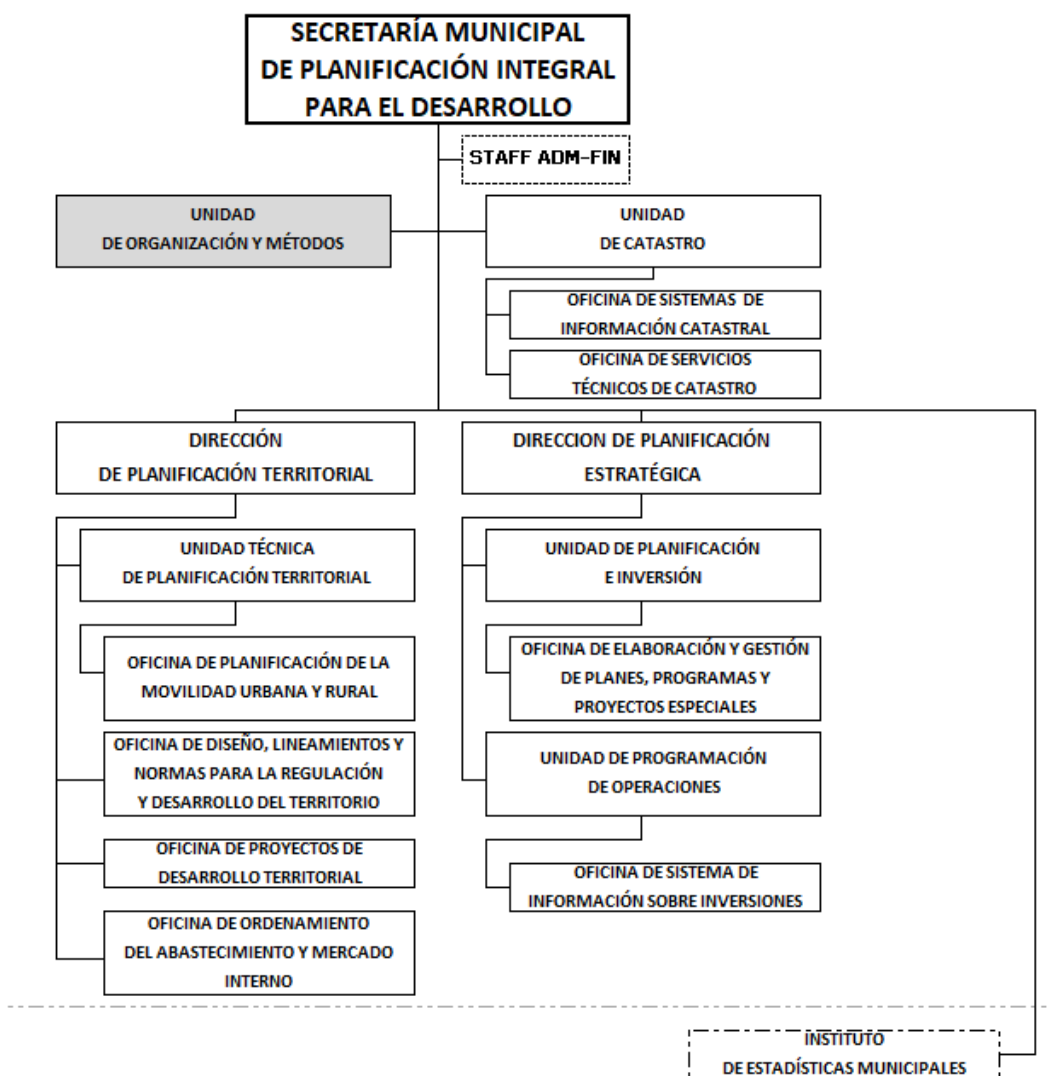 SECRETARÍA MUNICIPAL
DE PLANIFICACIÓN INTEGRAL
PARA EL DESARROLLO
STAFF ADM-FIN
UNIDAD
DE ORGANIZACIÓN Y MÉTODOS
UNIDAD
DE CATASTRO
OFICINA DE SISTEMAS DE
INFORMACIÓN CATASTRAL
OFICINA DE SERVICIOS
TÉCNICOS DE CATASTRO
DIRECCIÓN
DE PLANIFICACIÓN TERRITORIAL
UNIDAD TÉCNICA
DE PLANIFICACIÓN TERRITORIAL
OFICINA DE PLANIFICACIÓN DE LA
MOVILIDAD URBANA Y RURAL
OFICINA DE DISEÑO, LINEAMIENTOS Y
NORMAS PARA LA REGULACIÓN
Y DESARROLLO DEL TERRITORIO
OFICINA DE PROYECTOS DE
DESARROLLO TERRITORIAL
OFICINA DE ORDENAMIENTO
DEL ABASTECIMIENTO Y MERCADO
INTERNO
DIRECCION DE PLANIFICACIÓN
ESTRATÉGICA
UNIDAD DE PLANIFICACIÓN
E INVERSIÓN
OFICINA DE ELABORACIÓN Y GESTIÓN
DE PLANES, PROGRAMAS Y
PROYECTOS ESPECIALES
UNIDAD DE PROGRAMACIÓN
DE OPERACIONES
OFICINA DE SISTEMA DE
INFORMACIÓN SOBRE INVERSIONES
INSTITUTO
DE ESTADÍSTICAS MUNICIPALES